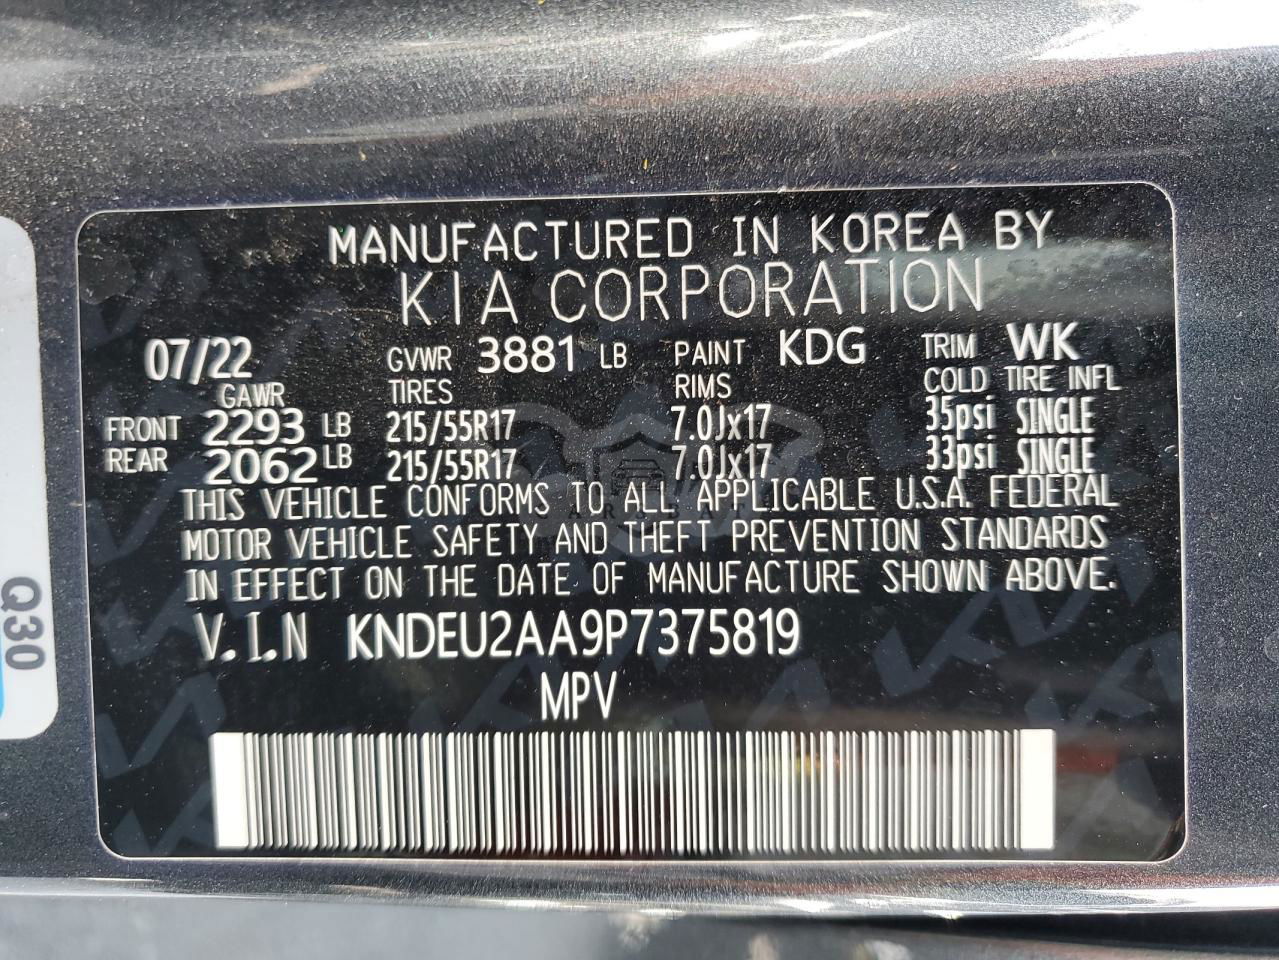 MANUFACTURED IN KOREA BY
KIA CORPORATION
07/22 GVWR 3881 LB PAINT KDG TRIM WK
GAWR TIRES RIMS COLD TIRE INFL
FRONT 2293 LB 215/55R17 7.0Jx17 35psi SINGLE
REAR 2062 LB 215/55R17 7.0Jx17 33psi SINGLE
THIS VEHICLE CONFORMS TO ALL APPLICABLE U.S.A. FEDERAL
MOTOR VEHICLE SAFETY AND THEFT PREVENTION STANDARDS
IN EFFECT ON THE DATE OF MANUFACTURE SHOWN ABOVE.
V.I.N KNDEU2AA9P7375819
MPV
Q30